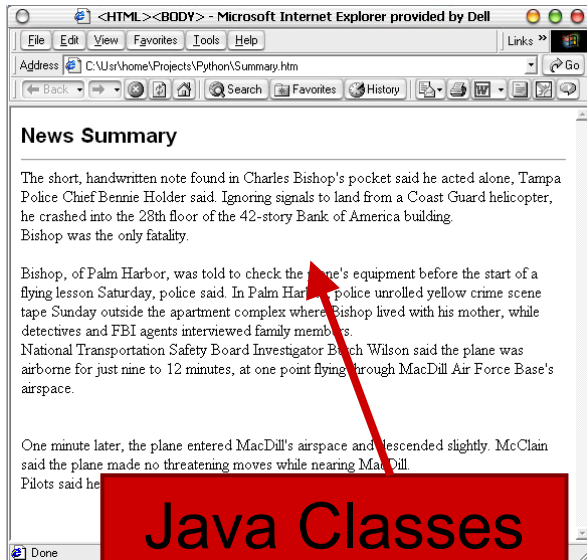 <HTML><BODY> - Microsoft Internet Explorer provided by Dell
File Edit View Favorites Tools Help Links »
Address C:\Usr\home\Projects\Python\Summary.htm Go
Back Search Favorites History
News Summary
The short, handwritten note found in Charles Bishop's pocket said he acted alone, Tampa
Police Chief Bennie Holder said. Ignoring signals to land from a Coast Guard helicopter,
he crashed into the 28th floor of the 42-story Bank of America building.
Bishop was the only fatality.
Bishop, of Palm Harbor, was told to check the plane's equipment before the start of a
flying lesson Saturday, police said. In Palm Harbor, police unrolled yellow crime scene
tape Sunday outside the apartment complex where Bishop lived with his mother, while
detectives and FBI agents interviewed family members.
National Transportation Safety Board Investigator Butch Wilson said the plane was
airborne for just nine to 12 minutes, at one point flying through MacDill Air Force Base's
airspace.
One minute later, the plane entered MacDill's airspace and descended slightly. McClain
said the plane made no threatening moves while nearing MacDill.
Pilots said he
Java Classes
Done